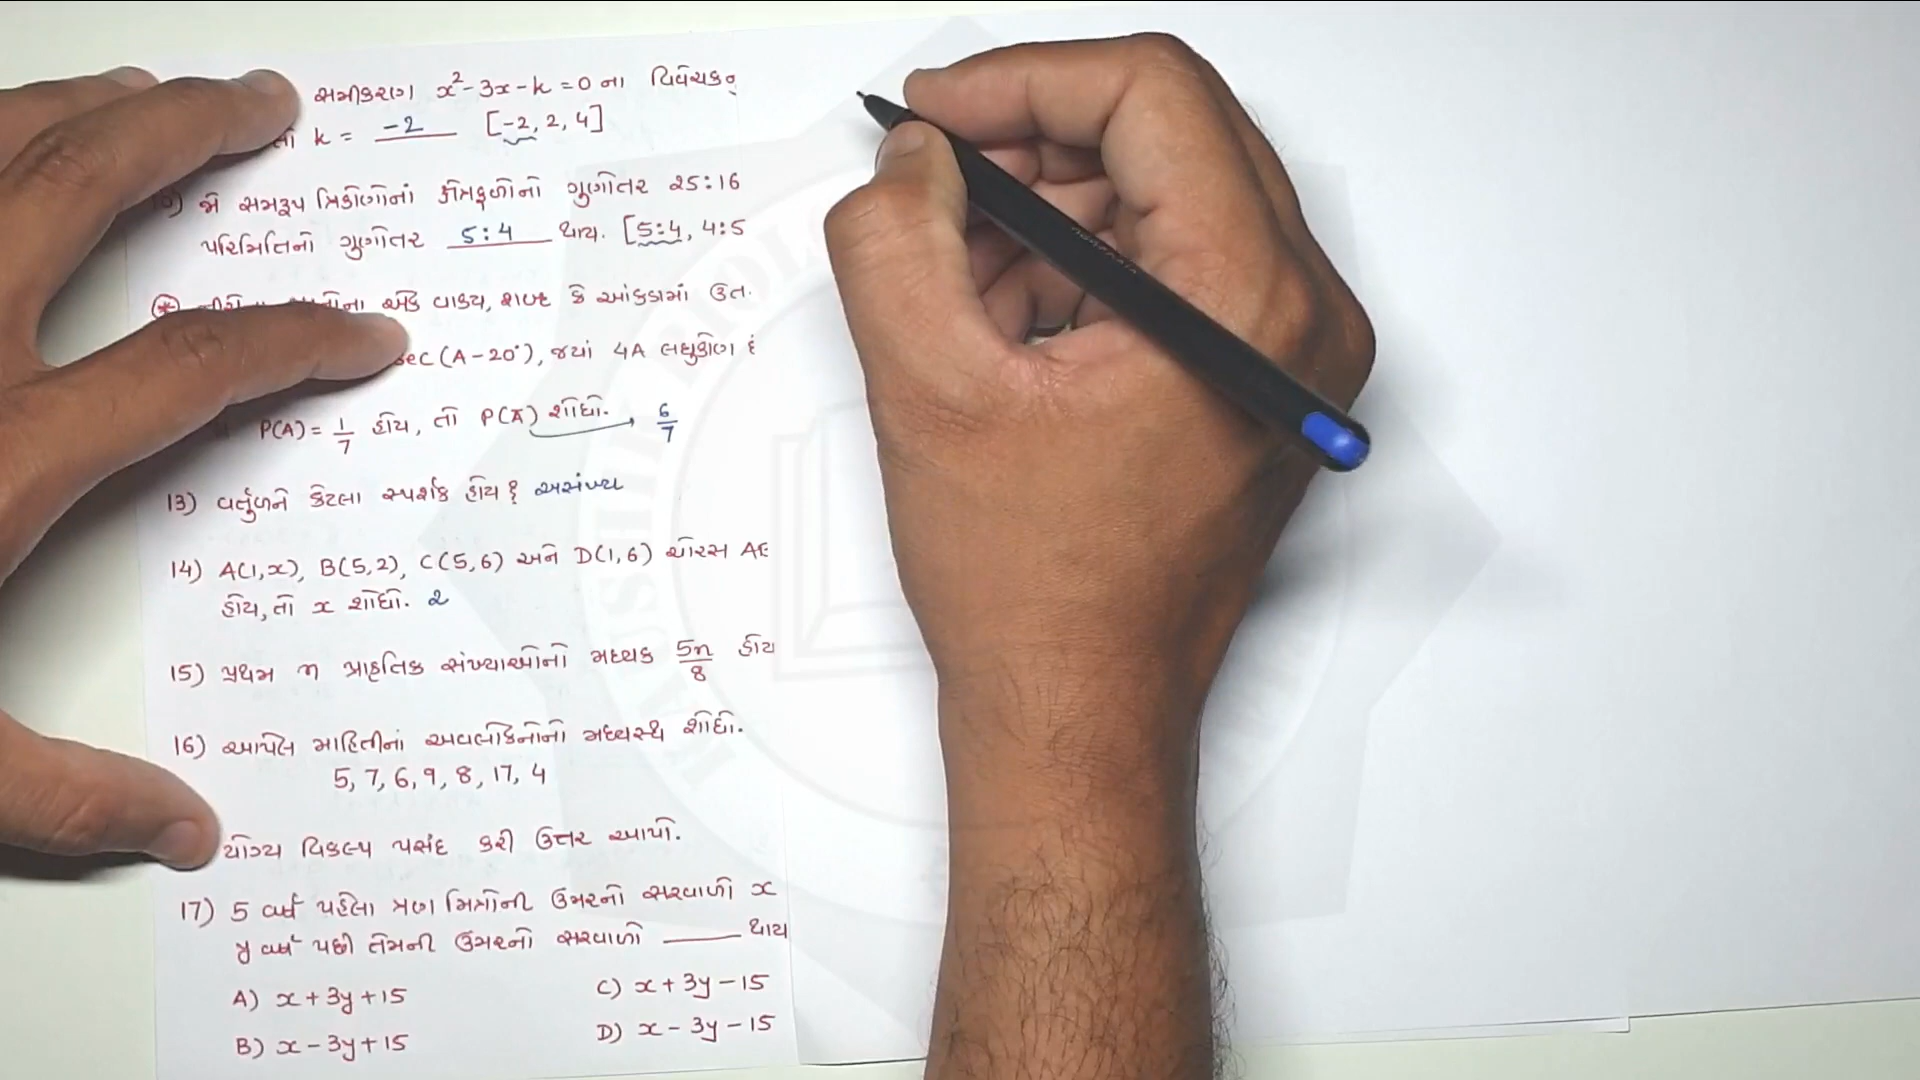 સમીકરણ x² - 3x - k = 0 ના વિવેચકનુ
તો k = -2 [-2, 2, 4]
બે સમરૂપ ત્રિકોણોનાં ક્ષેત્રફળોનો ગુણોત્તર 25:16
પરિમિતિનો ગુણોત્તર 5:4 થાય. [5:4, 4:5
એક વાક્ય, શબ્દ કે આંકડામાં ઉત્ત.
sec(A-20°), જ્યાં 4A લઘુકોણ
P(A) = 1/7 હોય, તો P(A̅) શોધો. 6/7
13) વર્તુળને કેટલા સ્પર્શક હોય? અસંખ્ય
14) A(1,x), B(5,2), C(5,6) અને D(1,6) ચોરસ
હોય, તો x શોધો. 2
15) પ્રથમ n પ્રાકૃતિક સંખ્યાઓનો મધ્યક 5n/8 હોય
16) આપેલ માહિતીનાં અવલોકનોનો મધ્યસ્થ શોધો.
5, 7, 6, 9, 8, 17, 4
યોગ્ય વિકલ્પ પસંદ કરી ઉત્તર આપો.
17) 5 વર્ષ પહેલા ત્રણ મિત્રોની ઉંમરનો સરવાળો x
y વર્ષ પછી તેમની ઉંમરનો સરવાળો ______ થાય
A) x + 3y + 15
C) x + 3y - 15
B) x - 3y + 15
D) x - 3y - 15